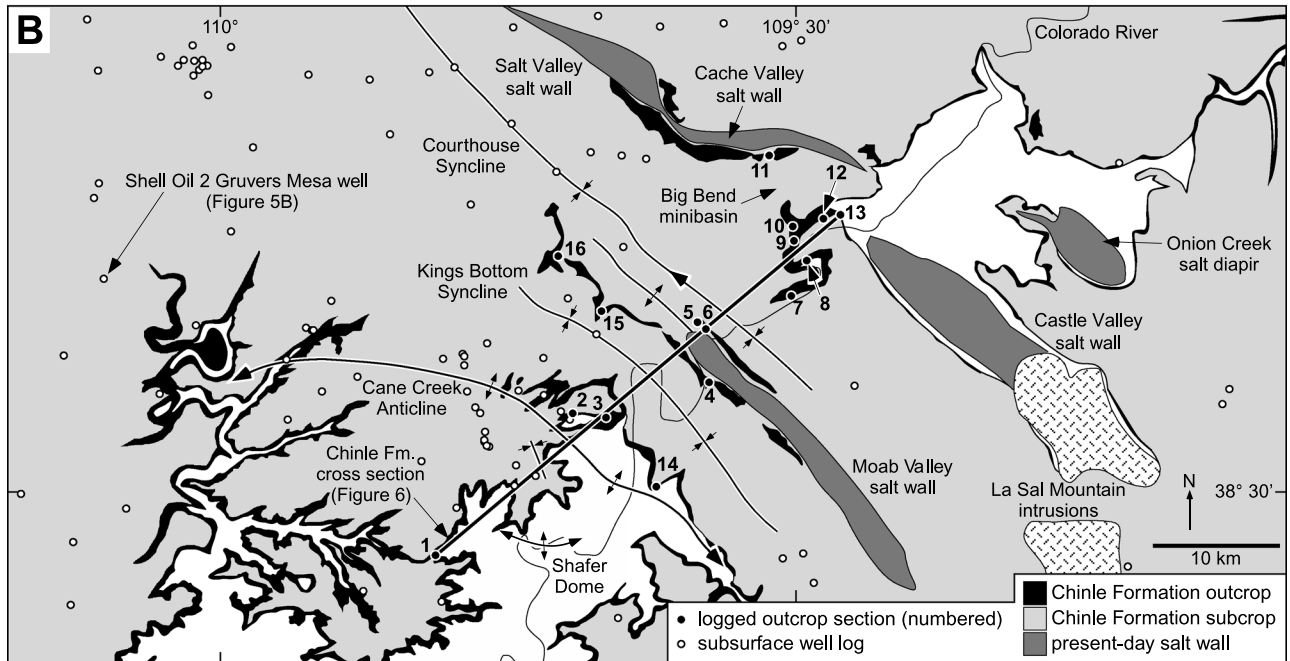 B
110°
109° 30'
Colorado River
Salt Valley
salt wall
Cache Valley
salt wall
Courthouse
Syncline
11
12
Shell Oil 2 Gruvers Mesa well
(Figure 5B)
Big Bend
minibasin
10
13
9
16
Onion Creek
salt diapir
Kings Bottom
Syncline
8
7
15
5
6
Castle Valley
salt wall
Cane Creek
Anticline
4
2
3
Chinle Fm.
cross section
(Figure 6)
14
Moab Valley
salt wall
La Sal Mountain
intrusions
N
38° 30'
10 km
1
Shafer
Dome
logged outcrop section (numbered)
subsurface well log
Chinle Formation outcrop
Chinle Formation subcrop
present-day salt wall